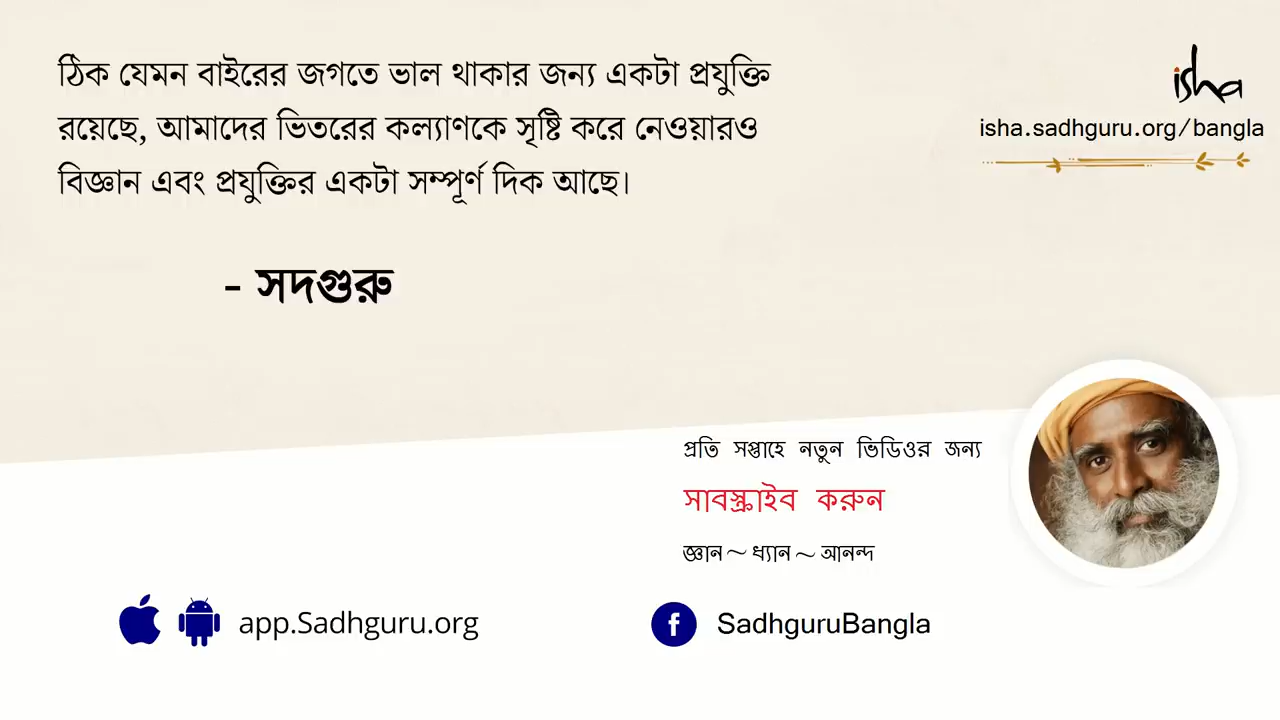 ঠিক যেমন বাইরের জগতে ভাল থাকার জন্য একটা প্রযুক্তি
রয়েছে, আমাদের ভিতরের কল্যাণকে সৃষ্টি করে নেওয়ারও
বিজ্ঞান এবং প্রযুক্তির একটা সম্পূর্ণ দিক আছে।
- সদগুরু
isha
isha.sadhguru.org/bangla
প্রতি সপ্তাহে নতুন ভিডিওর জন্য
সাবস্ক্রাইব করুন
জ্ঞান ~ ধ্যান ~ আনন্দ
app.Sadhguru.org
f SadhguruBangla